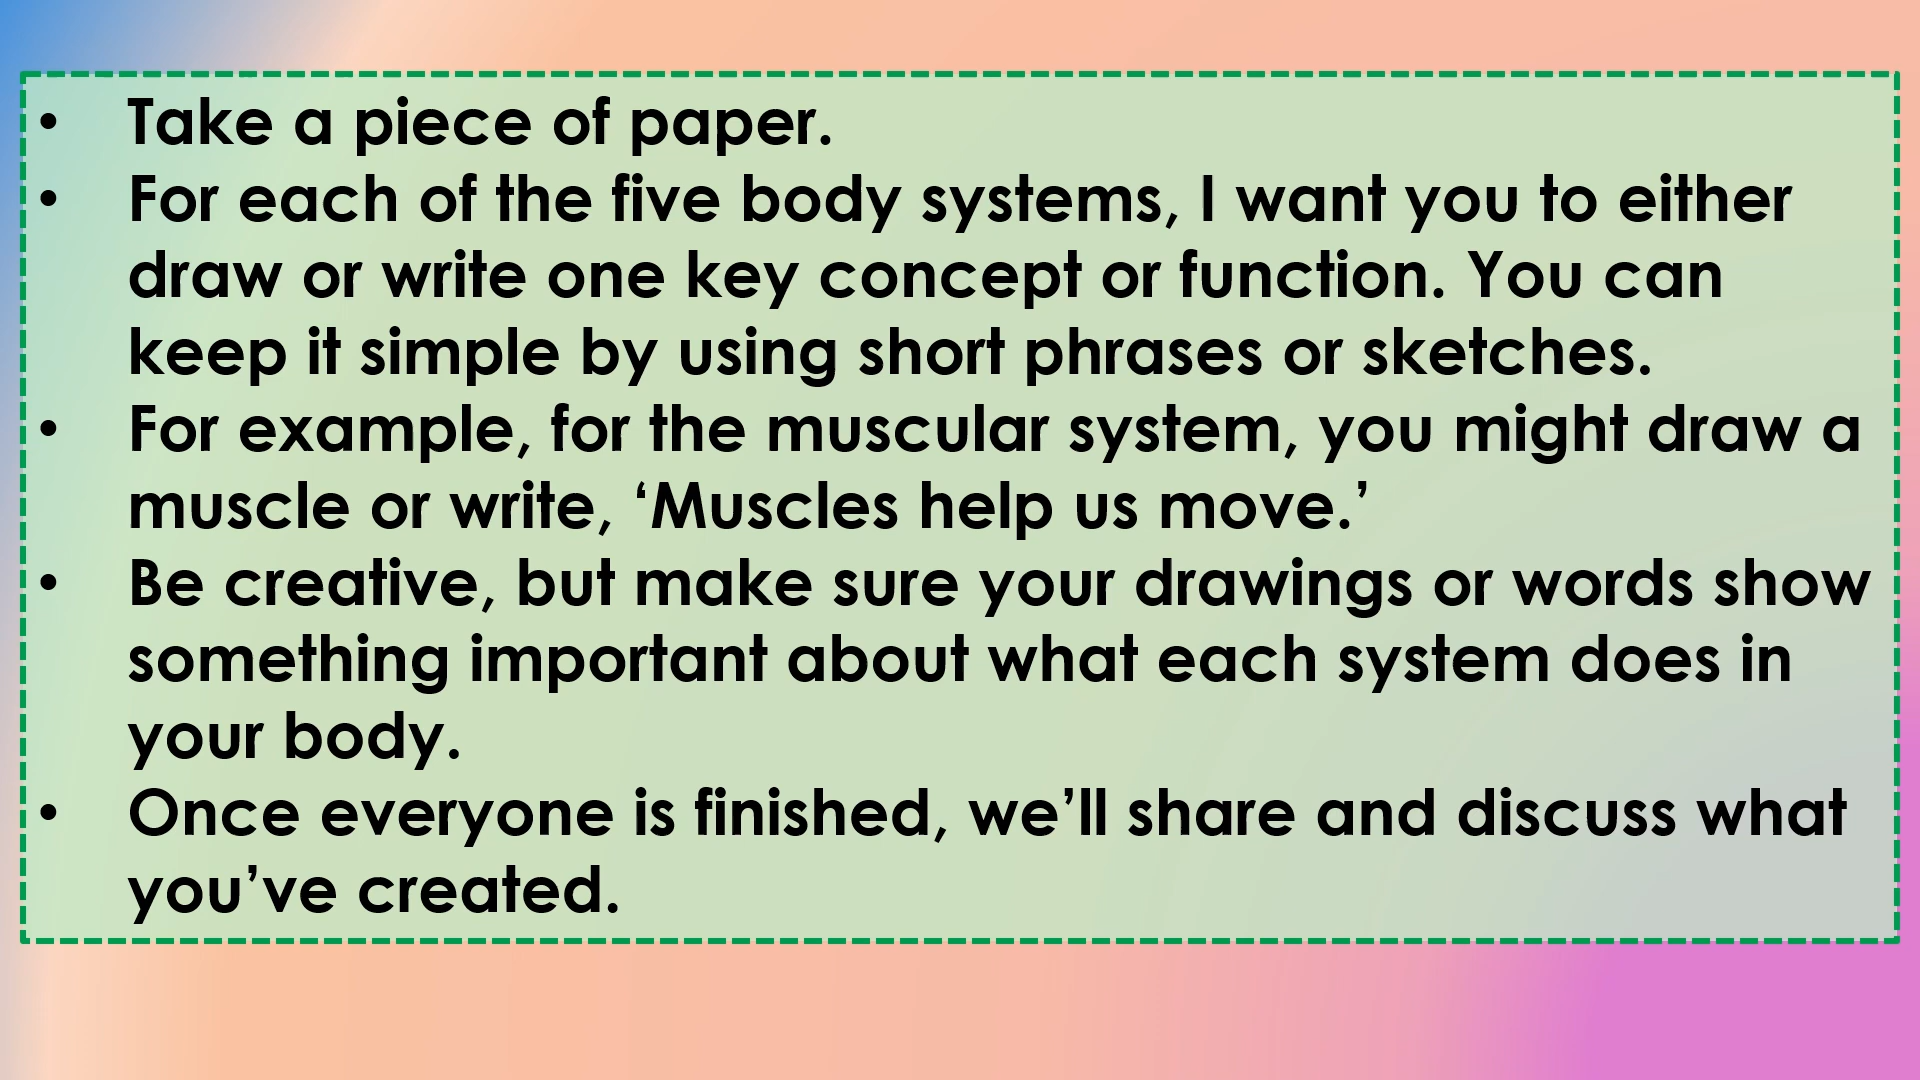 • Take a piece of paper.
• For each of the five body systems, I want you to either
draw or write one key concept or function. You can
keep it simple by using short phrases or sketches.
• For example, for the muscular system, you might draw a
muscle or write, ‘Muscles help us move.’
• Be creative, but make sure your drawings or words show
something important about what each system does in
your body.
• Once everyone is finished, we’ll share and discuss what
you’ve created.